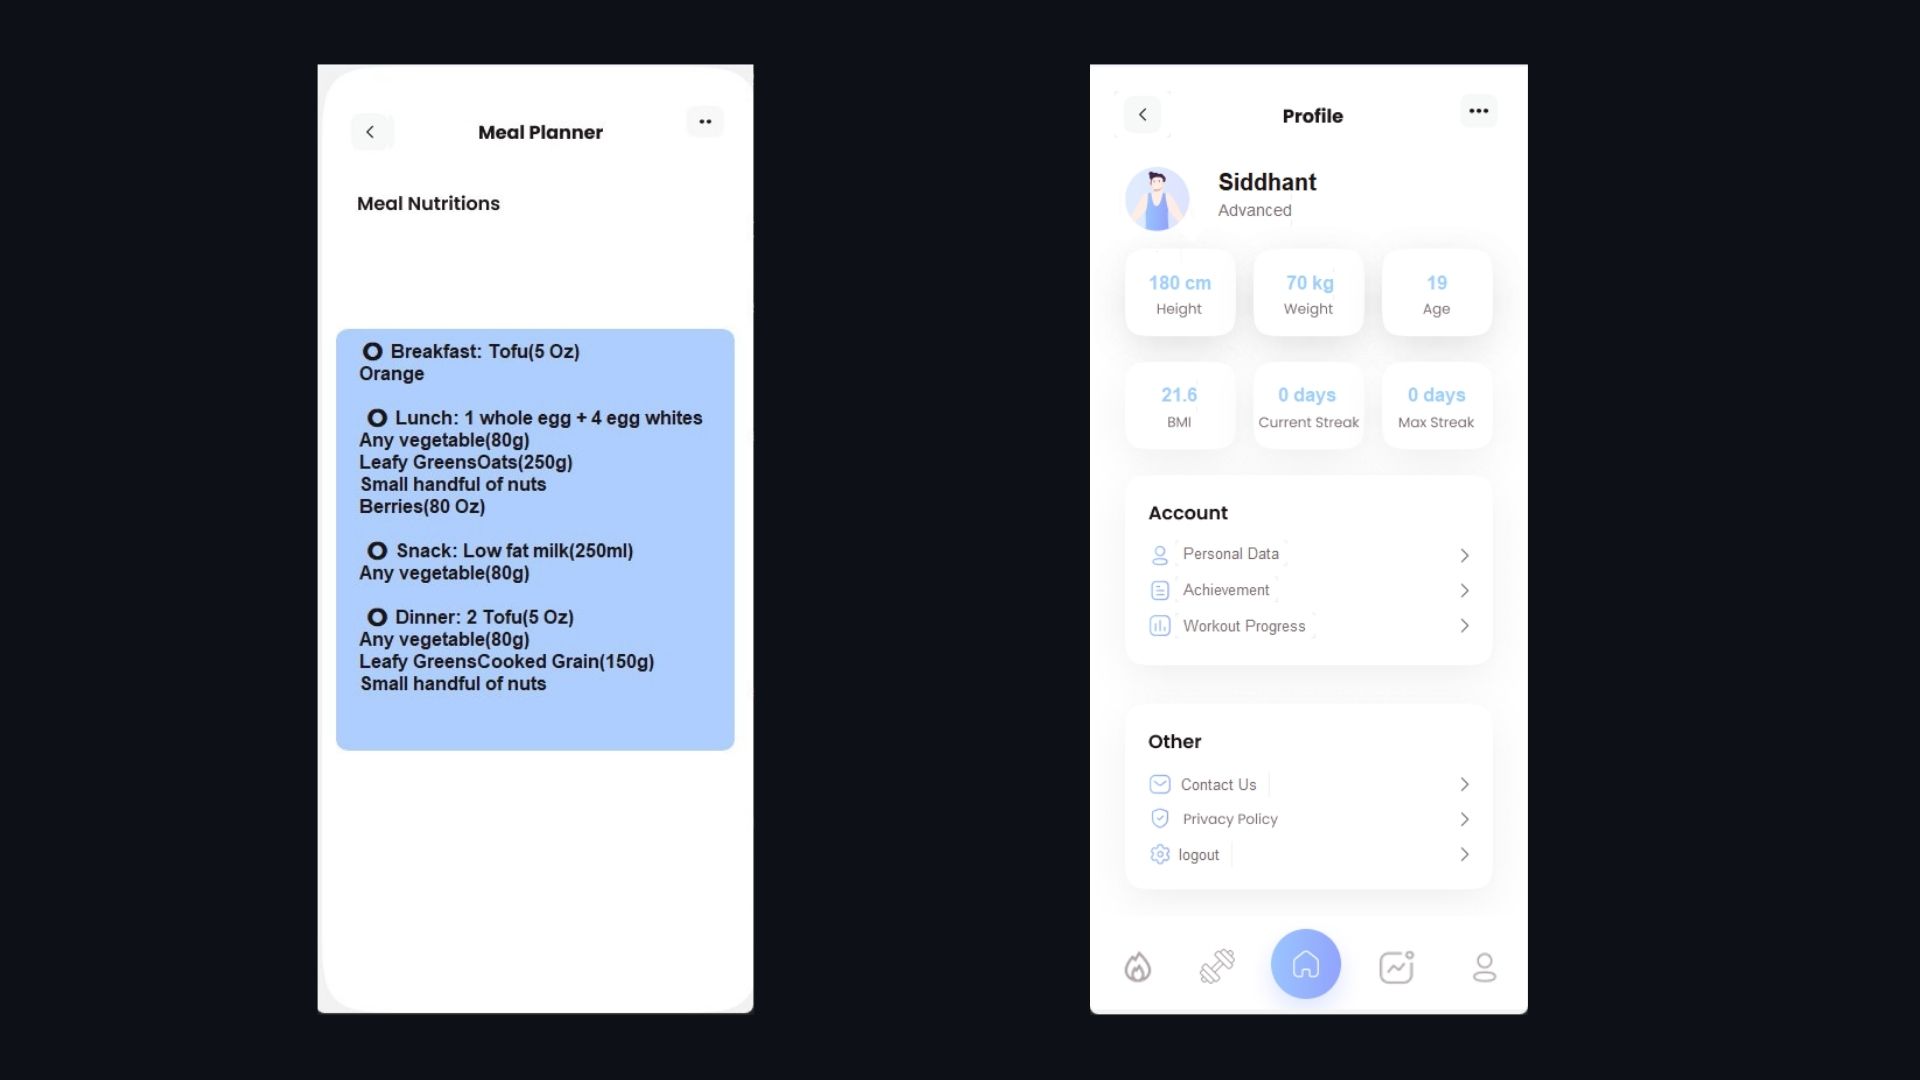 Meal Planner
Meal Nutritions
Breakfast: Tofu(5 Oz)
Orange
Lunch: 1 whole egg + 4 egg whites
Any vegetable(80g)
Leafy GreensOats(250g)
Small handful of nuts
Berries(80 Oz)
Snack: Low fat milk(250ml)
Any vegetable(80g)
Dinner: 2 Tofu(5 Oz)
Any vegetable(80g)
Leafy GreensCooked Grain(150g)
Small handful of nuts
Profile
Siddhant
Advanced
180 cm
Height
70 kg
Weight
19
Age
21.6
BMI
0 days
Current Streak
0 days
Max Streak
Account
Personal Data
Achievement
Workout Progress
Other
Contact Us
Privacy Policy
logout